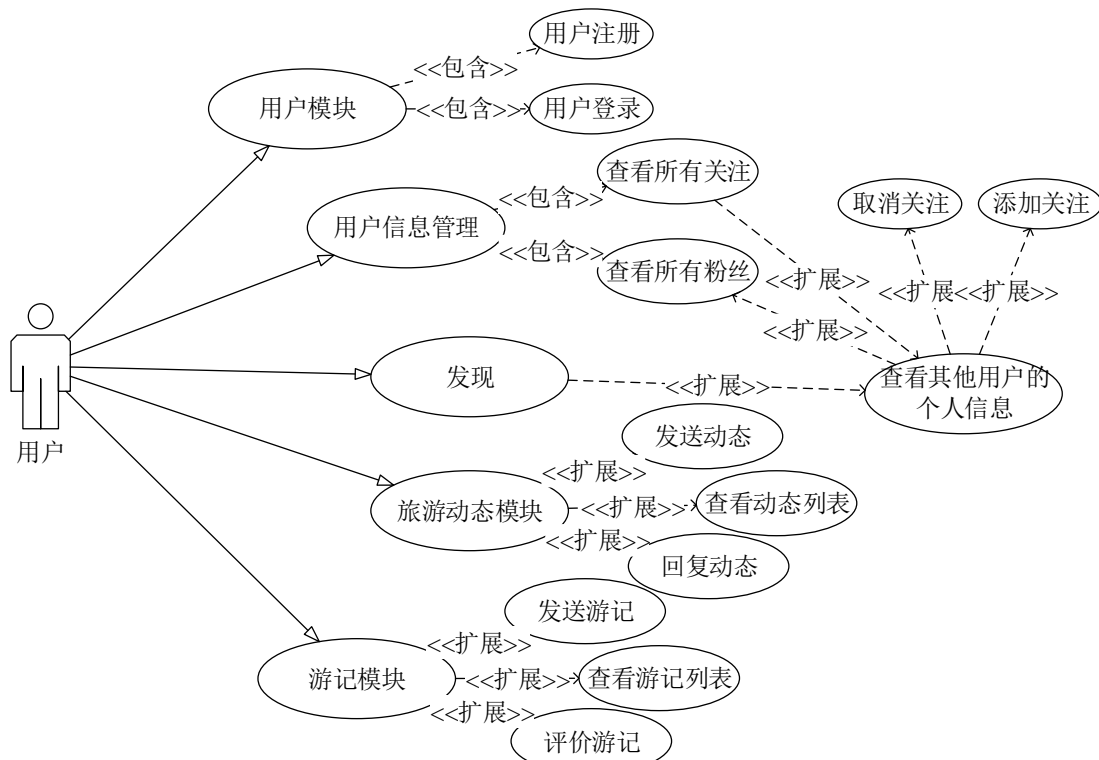 用户注册
<<包含>>
用户模块
<<包含>>
用户登录
查看所有关注
<<包含>>
用户信息管理
取消关注
添加关注
<<包含>>
查看所有粉丝
<<扩展>>
<<扩展
<<扩展>>
<<扩展>>
发现
<<扩展>>
查看其他用户的
个人信息
用户
发送动态
<<扩展>>
旅游动态模块
<<扩展>>
查看动态列表
<<扩展>>
回复动态
发送游记
<<扩展>>
游记模块
<<扩展>>
查看游记列表
<<扩展>>
评价游记